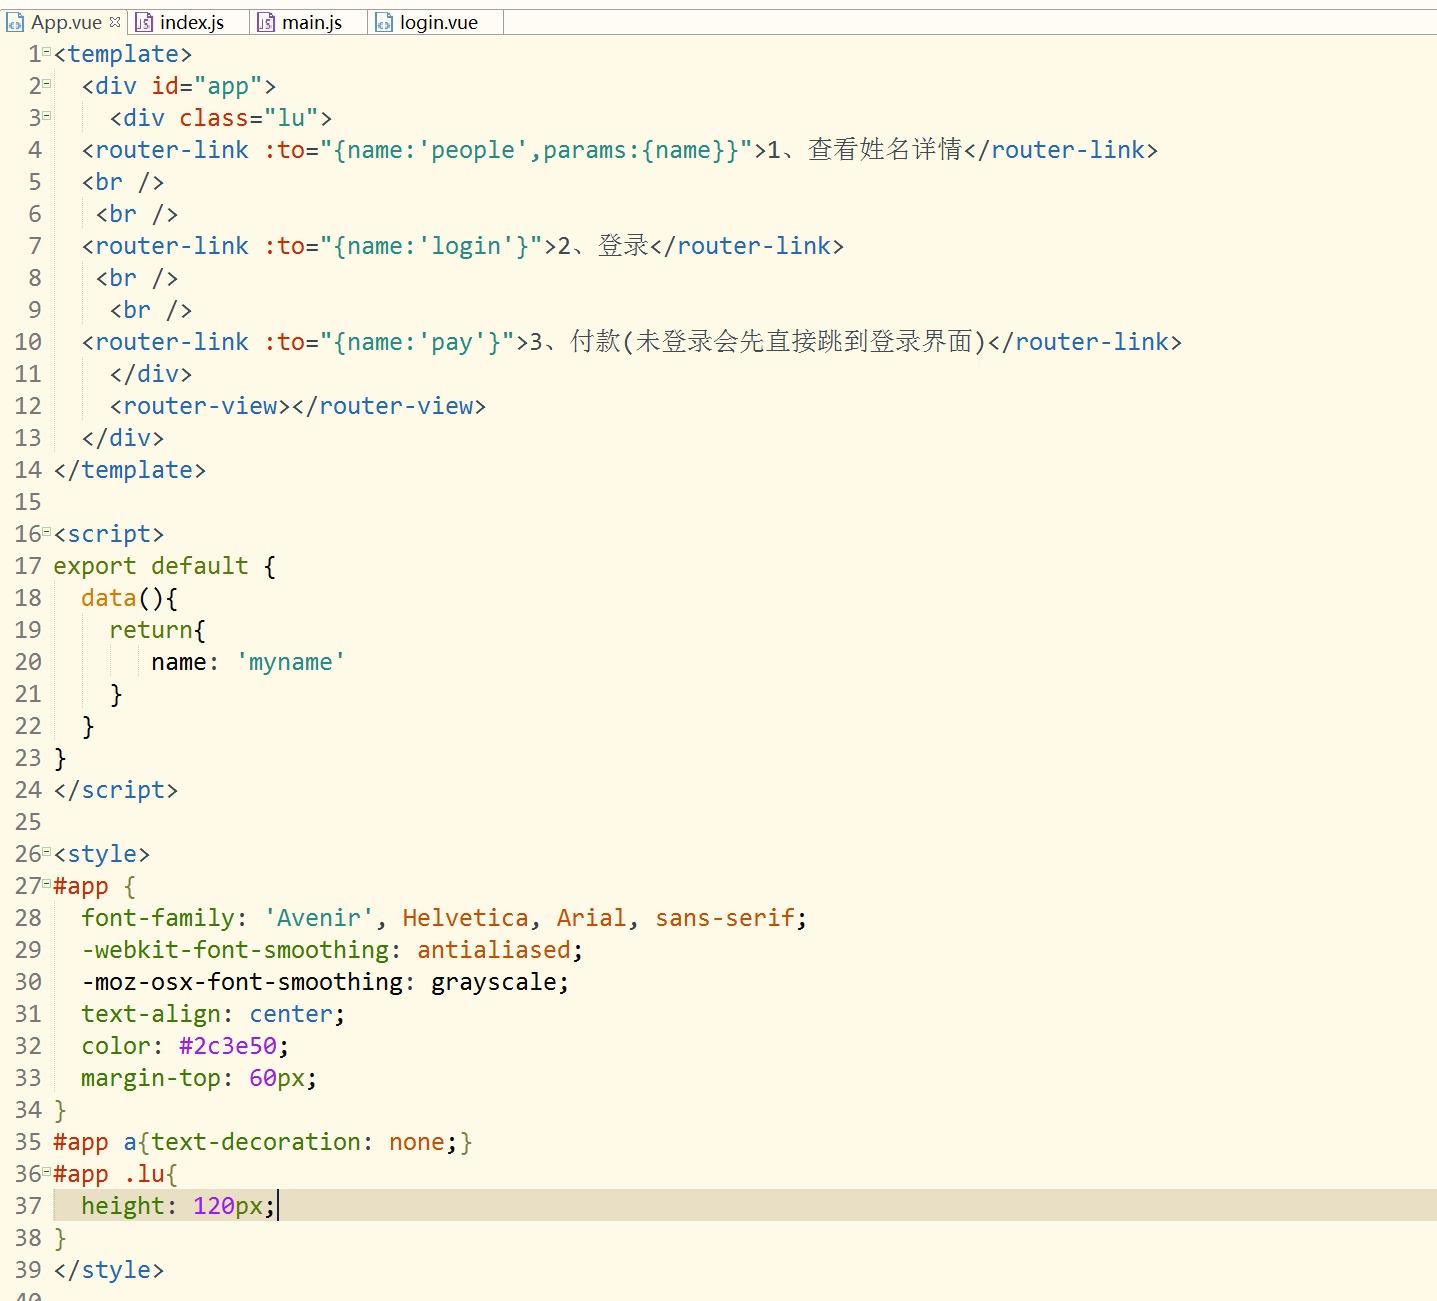 App.vue index.js main.js login.vue
1 <template>
2   <div id="app">
3     <div class="lu">
4   <router-link :to="{name:'people',params:{name}}">1、查看姓名详情</router-link>
5   <br />
6    <br />
7   <router-link :to="{name:'login'}">2、登录</router-link>
8    <br />
9     <br />
10   <router-link :to="{name:'pay'}">3、付款(未登录会先直接跳到登录界面)</router-link>
11     </div>
12     <router-view></router-view>
13   </div>
14 </template>
15
16 <script>
17 export default {
18   data(){
19     return{
20        name: 'myname'
21     }
22   }
23 }
24 </script>
25
26 <style>
27 #app {
28   font-family: 'Avenir', Helvetica, Arial, sans-serif;
29   -webkit-font-smoothing: antialiased;
30   -moz-osx-font-smoothing: grayscale;
31   text-align: center;
32   color: #2c3e50;
33   margin-top: 60px;
34 }
35 #app a{text-decoration: none;}
36 #app .lu{
37   height: 120px;
38 }
39 </style>
40